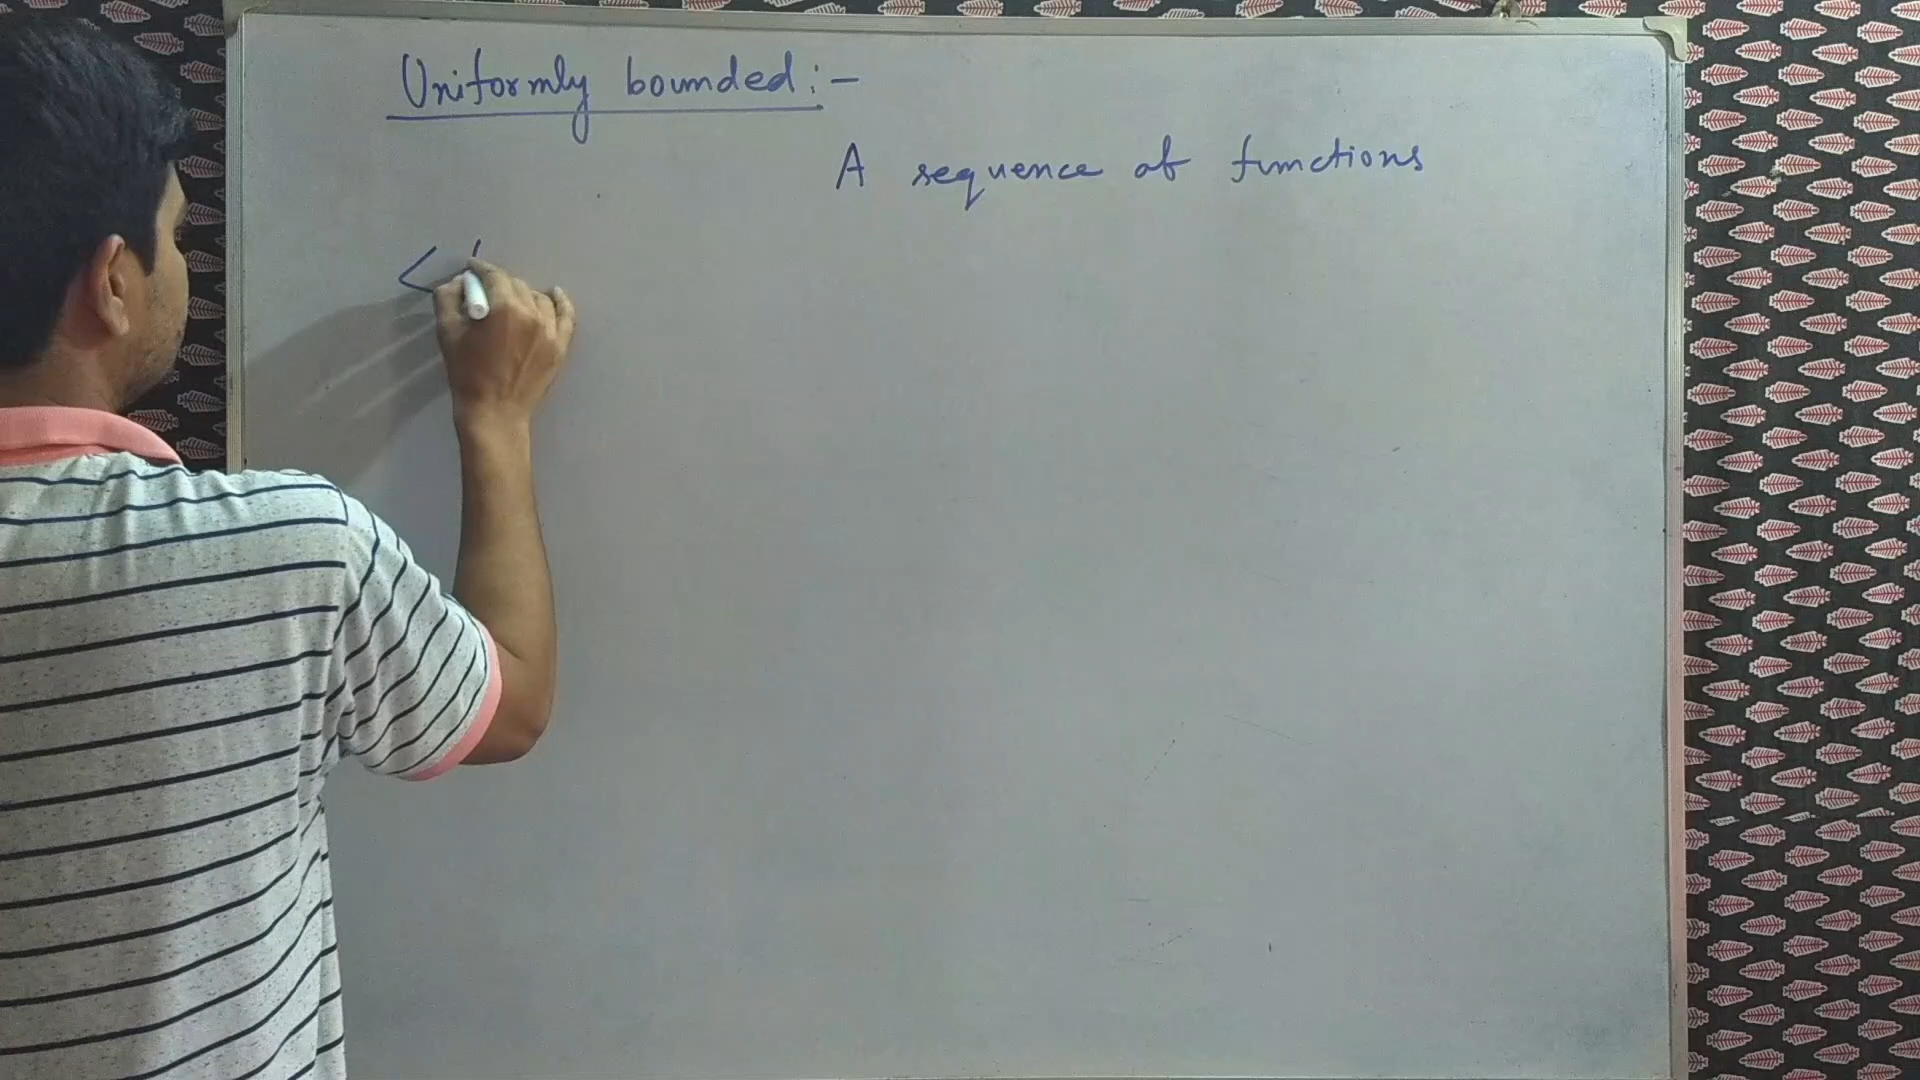 Uniformly bounded :-
A sequence of functions
<